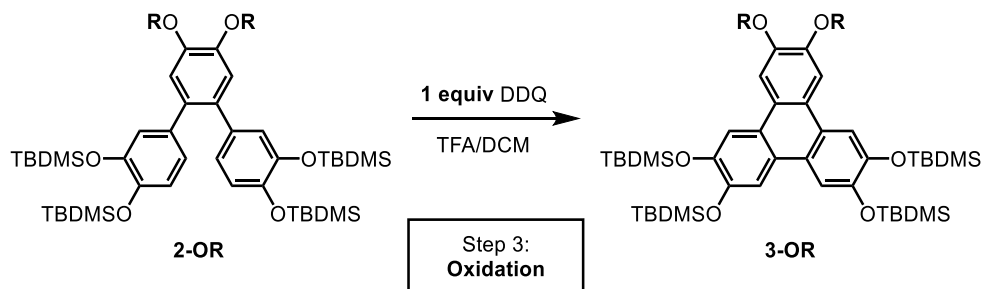 RO OR
TBDMSO OTBDMS
TBDMSO OTBDMS
2-OR
1 equiv DDQ
TFA/DCM
Step 3:
Oxidation
RO OR
TBDMSO OTBDMS
TBDMSO OTBDMS
3-OR